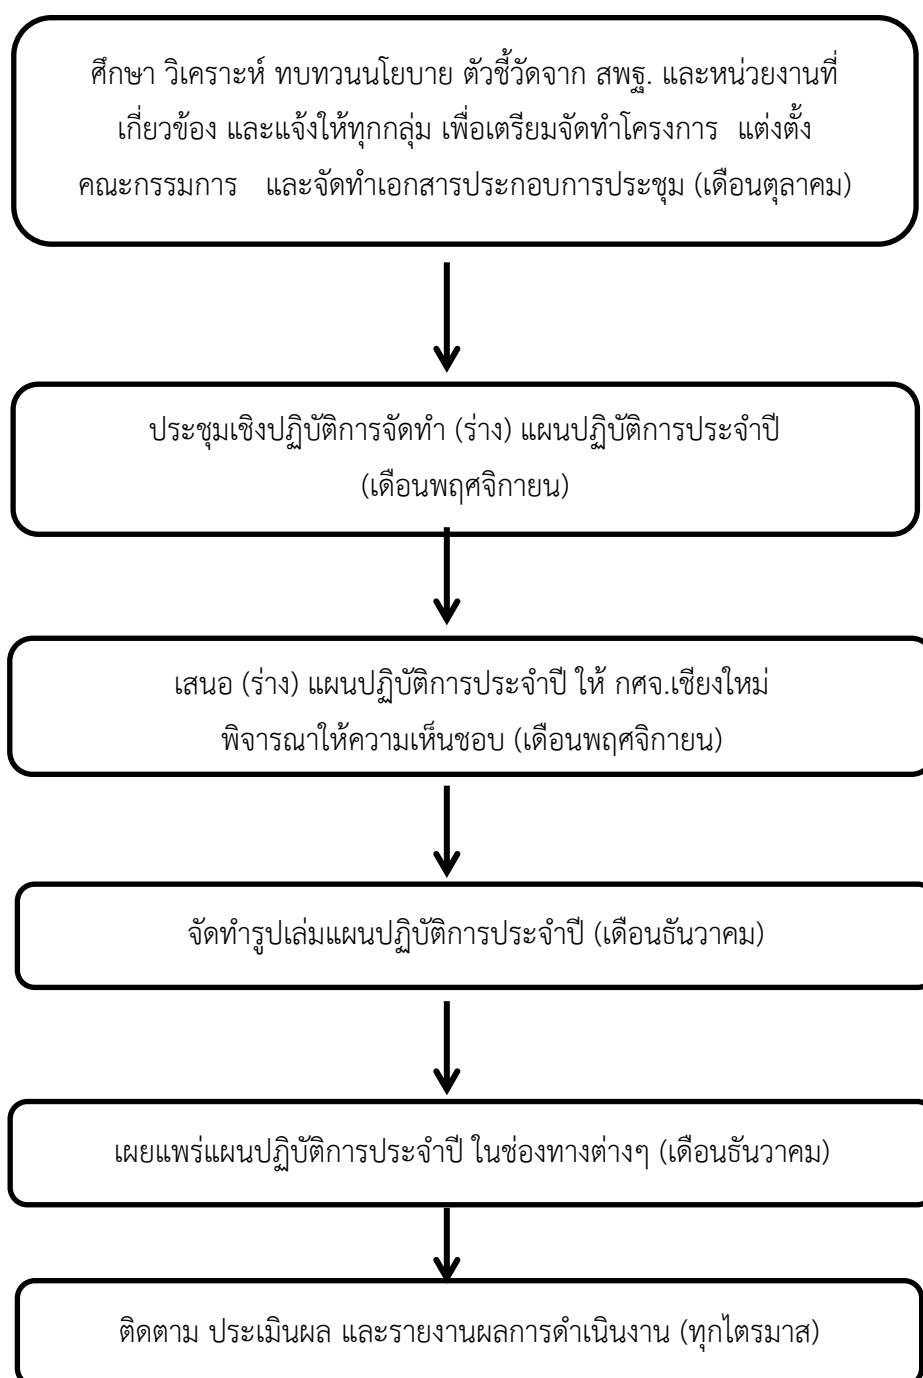 ศึกษา วิเคราะห์ ทบทวนนโยบาย ตัวชี้วัดจาก สพฐ. และหน่วยงานที่
เกี่ยวข้อง และแจ้งให้ทุกกลุ่ม เพื่อเตรียมจัดทำโครงการ แต่งตั้ง
คณะกรรมการ และจัดทำเอกสารประกอบการประชุม (เดือนตุลาคม)
ประชุมเชิงปฏิบัติการจัดทำ (ร่าง) แผนปฏิบัติการประจำปี
(เดือนพฤศจิกายน)
เสนอ (ร่าง) แผนปฏิบัติการประจำปี ให้ กศจ.เชียงใหม่
พิจารณาให้ความเห็นชอบ (เดือนพฤศจิกายน)
จัดทำรูปเล่มแผนปฏิบัติการประจำปี (เดือนธันวาคม)
เผยแพร่แผนปฏิบัติการประจำปี ในช่องทางต่างๆ (เดือนธันวาคม)
ติดตาม ประเมินผล และรายงานผลการดำเนินงาน (ทุกไตรมาส)